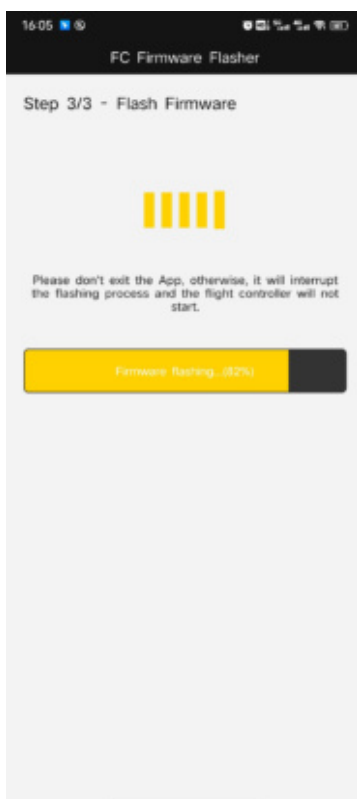 16:05
FC Firmware Flasher
Step 3/3 - Flash Firmware
Please don't exit the App, otherwise, it will interrupt
the flashing process and the flight controller will not
start.
Firmware flashing...(82%)